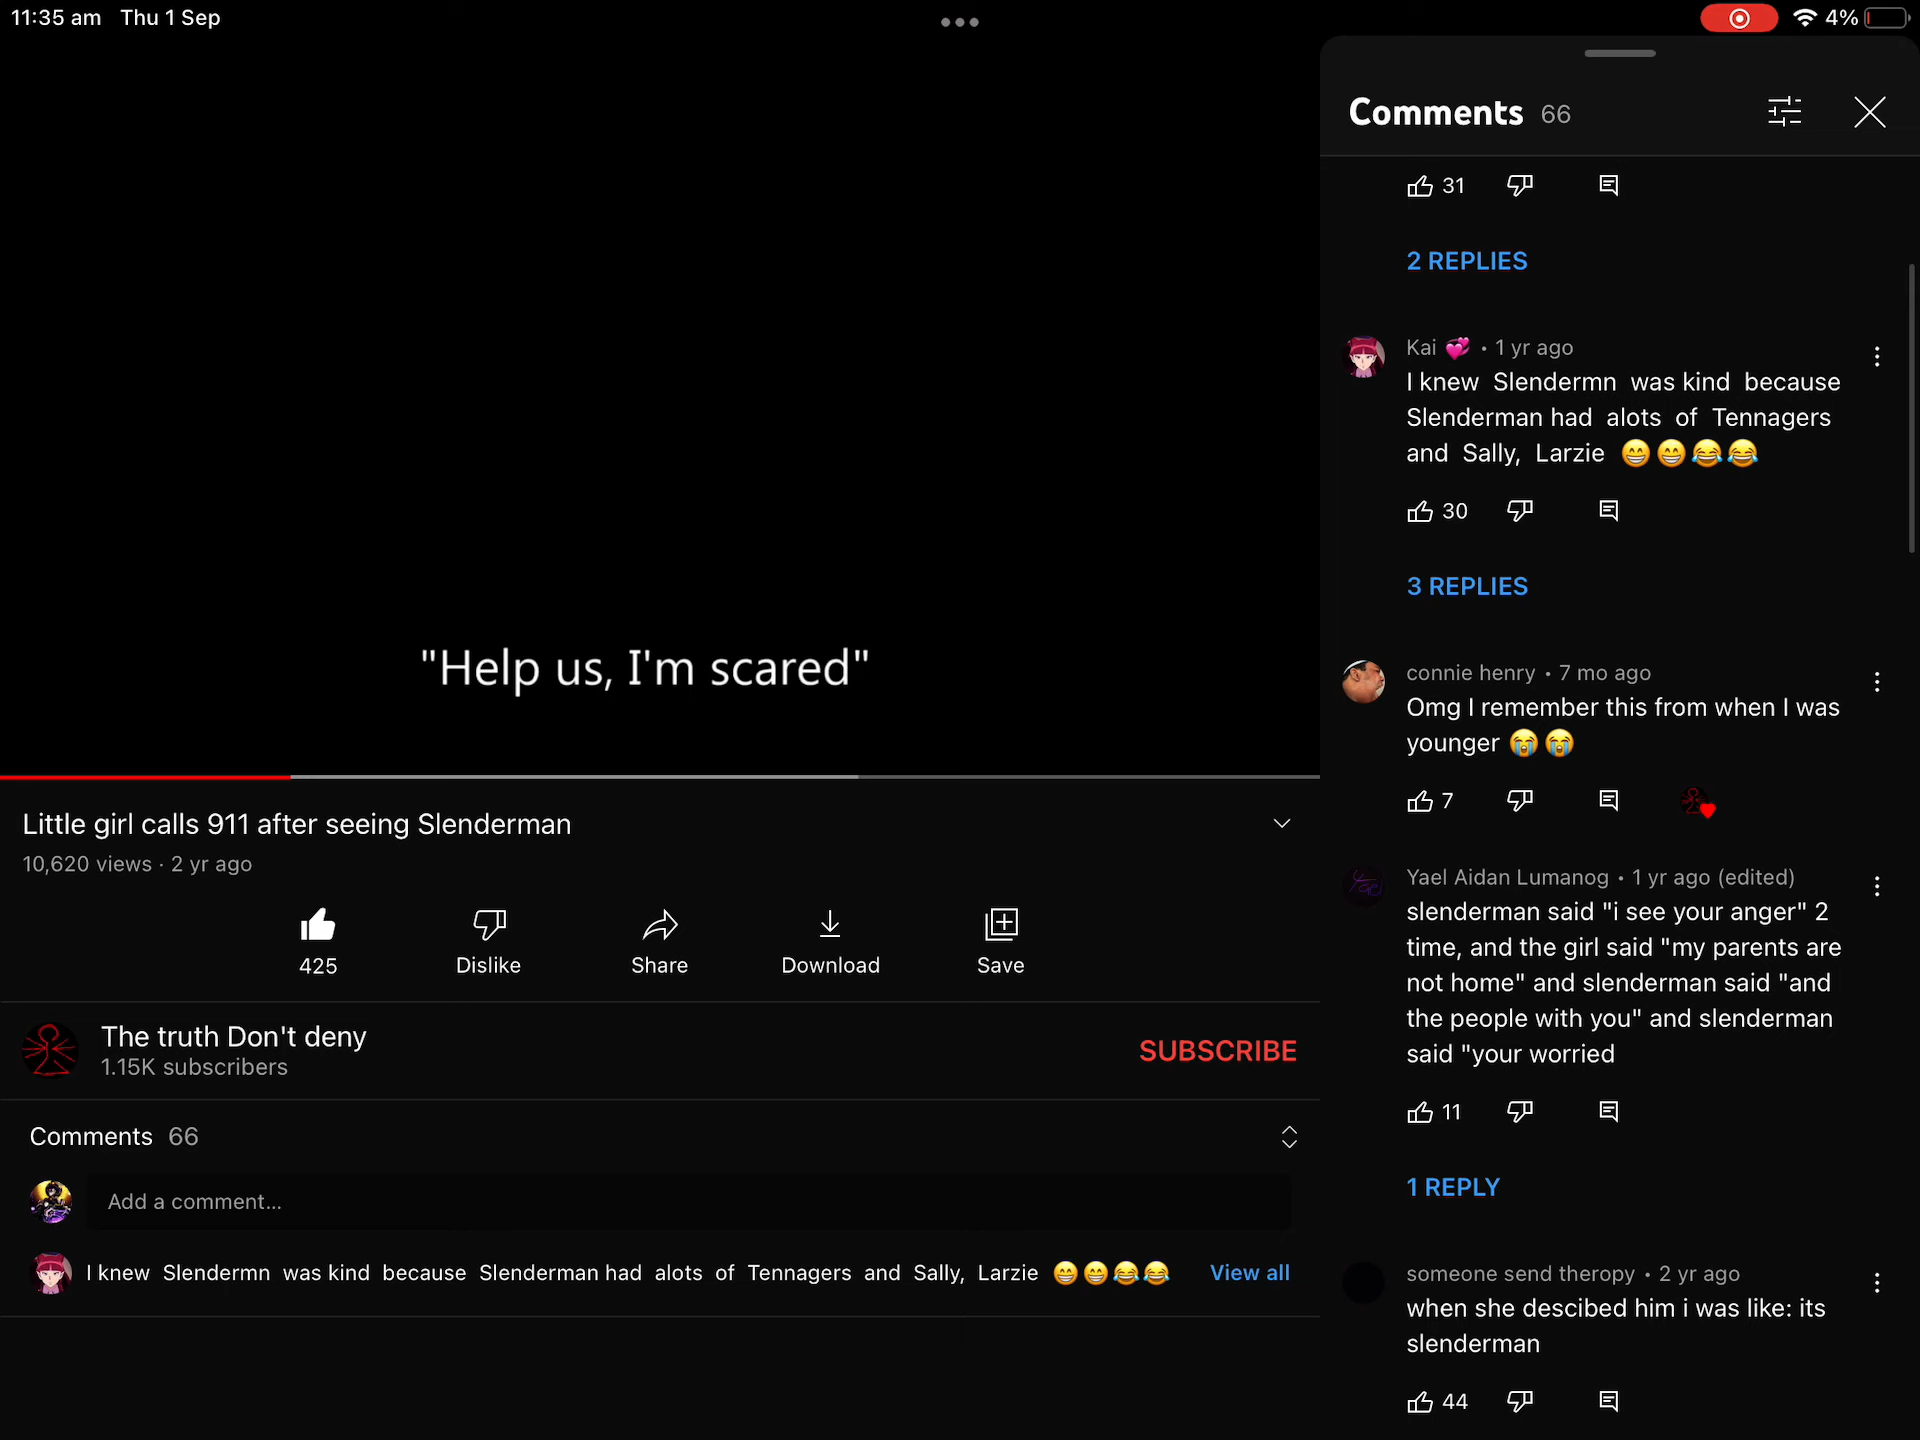 11:35 am Thu 1 Sep
4%
"Help us, I'm scared"
Little girl calls 911 after seeing Slenderman
10,620 views · 2 yr ago
425
Dislike
Share
Download
Save
The truth Don't deny
1.15K subscribers
SUBSCRIBE
Comments 66
Add a comment...
I knew Slendermn was kind because Slenderman had alots of Tennagers and Sally, Larzie 😁😁😂😂
View all
Comments 66
31
2 REPLIES
Kai 💞 • 1 yr ago
I knew Slendermn was kind because
Slenderman had alots of Tennagers
and Sally, Larzie 😁😁😂😂
30
3 REPLIES
connie henry • 7 mo ago
Omg I remember this from when I was
younger 😭😭
7
Yael Aidan Lumanog • 1 yr ago (edited)
slenderman said "i see your anger" 2
time, and the girl said "my parents are
not home" and slenderman said "and
the people with you" and slenderman
said "your worried
11
1 REPLY
someone send theropy • 2 yr ago
when she descibed him i was like: its
slenderman
44